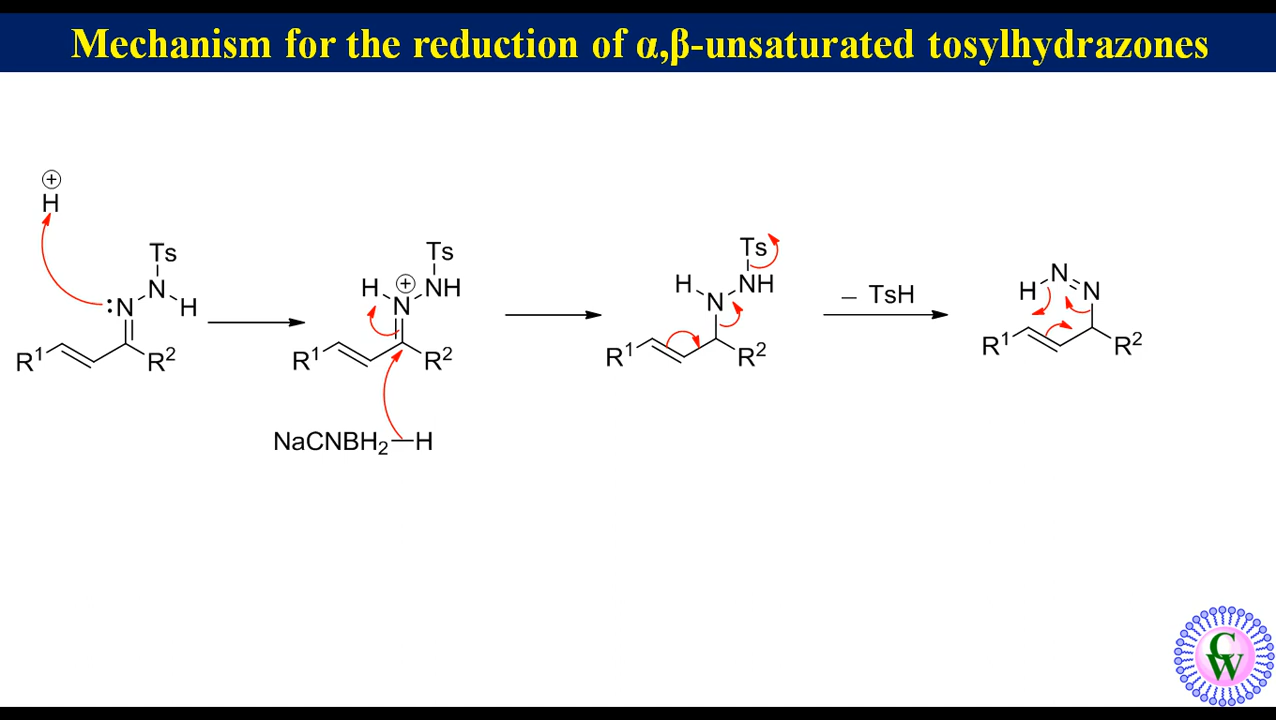 Mechanism for the reduction of α,β-unsaturated tosylhydrazones
⊕
H
Ts
N
:N
H
R¹
R²
Ts
H
⊕
NH
N
R¹
R²
NaCNBH₂—H
Ts
H
NH
N
R¹
R²
– TsH
N
H
N
R¹
R²
CW